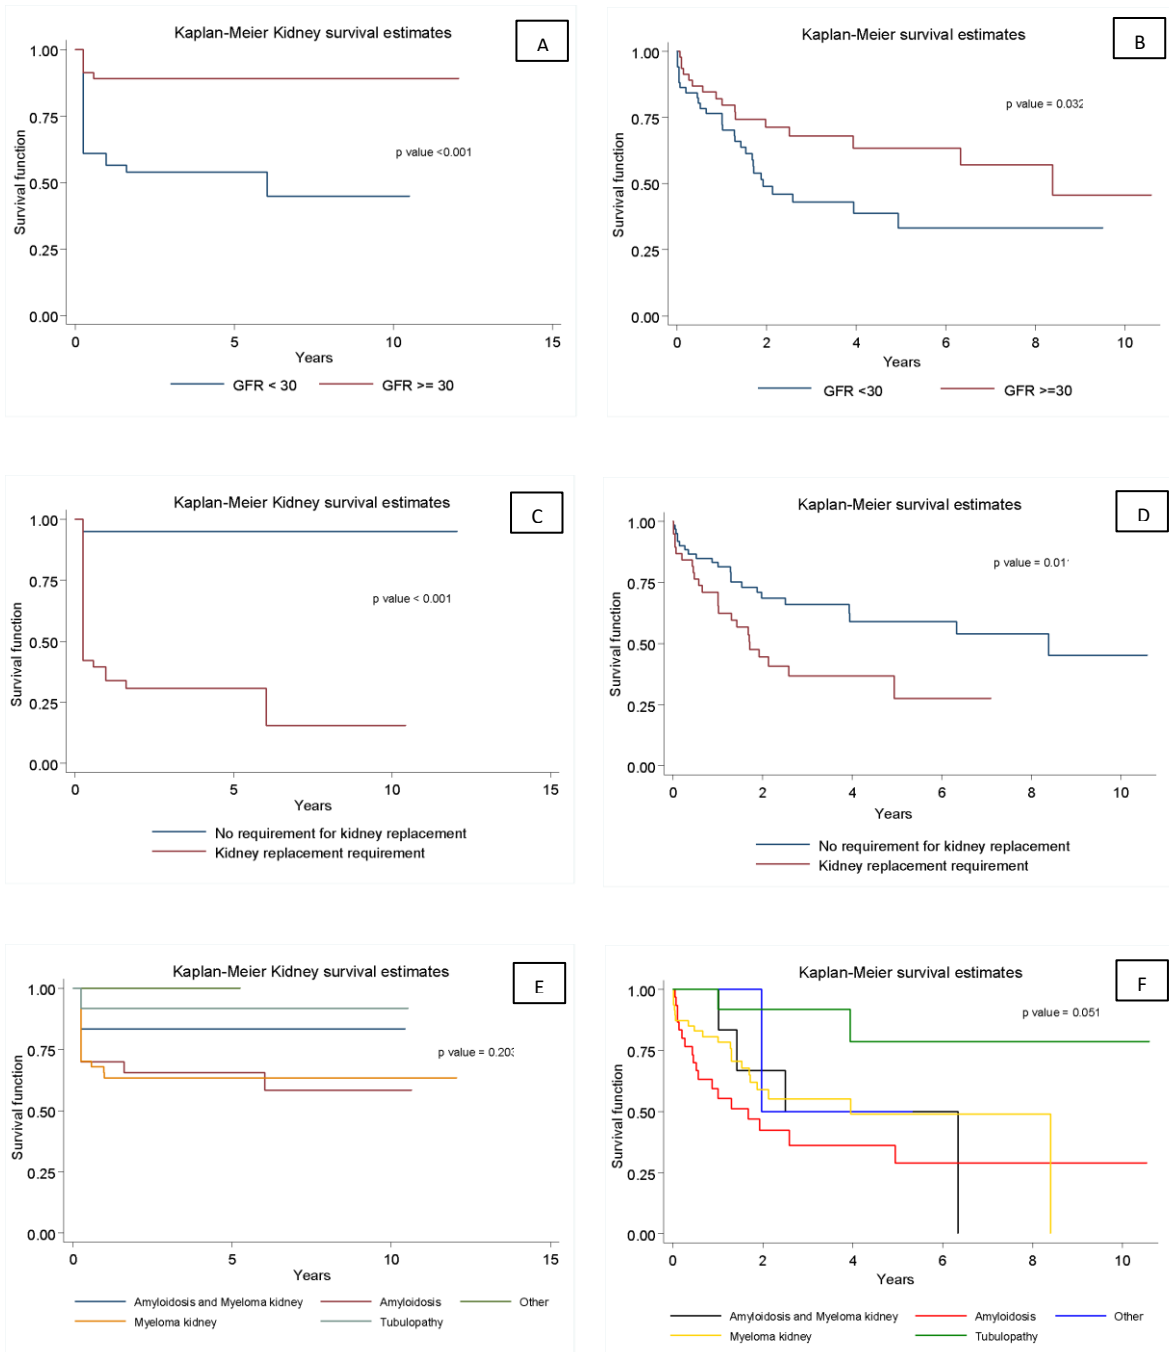 Kaplan-Meier Kidney survival estimates
A
1.00
0.75
0.50
0.25
0.00
Survival function
p value <0.001
0 5 10 15
Years
GFR < 30 GFR >= 30
Kaplan-Meier survival estimates
B
1.00
0.75
0.50
0.25
0.00
Survival function
p value = 0.032
0 2 4 6 8 10
Years
GFR <30 GFR >=30
Kaplan-Meier Kidney survival estimates
C
1.00
0.75
0.50
0.25
0.00
Survival function
p value < 0.001
0 5 10 15
Years
No requirement for kidney replacement
Kidney replacement requirement
Kaplan-Meier survival estimates
D
1.00
0.75
0.50
0.25
0.00
Survival function
p value = 0.01
0 2 4 6 8 10
Years
No requirement for kidney replacement
Kidney replacement requirement
Kaplan-Meier Kidney survival estimates
E
1.00
0.75
0.50
0.25
0.00
Survival function
p value = 0.203
0 5 10 15
Years
Amyloidosis and Myeloma kidney Amyloidosis Other
Myeloma kidney Tubulopathy
Kaplan-Meier survival estimates
F
1.00
0.75
0.50
0.25
0.00
Survival function
p value = 0.051
0 2 4 6 8 10
Years
Amyloidosis and Myeloma kidney Amyloidosis Other
Myeloma kidney Tubulopathy